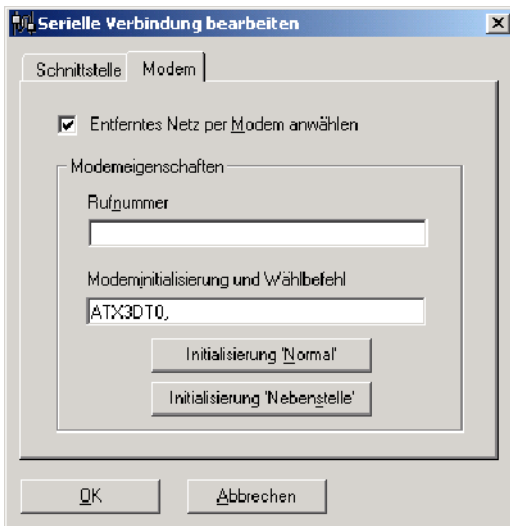 Serielle Verbindung bearbeiten
Schnittstelle Modem
Entferntes Netz per Modem anwählen
Modemeigenschaften
Rufnummer
Modeminitialisierung und Wählbefehl
ATX3DT0,
Initialisierung 'Normal'
Initialisierung 'Nebenstelle'
OK Abbrechen